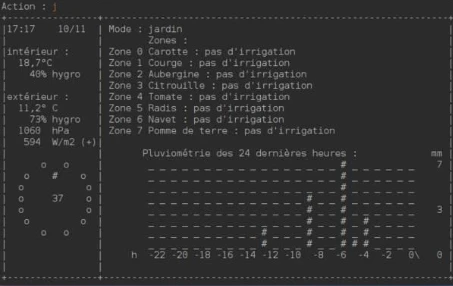 Action : j
17:17 10/11
intérieur :
18,7°C
40% hygro
extérieur :
11,2° C
73% hygro
1060 hPa
594 W/m2 (+)
o o
o # o
o o
o 37 o
o o
o o
o o
Mode : jardin
Zones :
Zone 0 Carotte : pas d'irrigation
Zone 1 Courge : pas d'irrigation
Zone 2 Aubergine : pas d'irrigation
Zone 3 Citrouille : pas d'irrigation
Zone 4 Tomate : pas d'irrigation
Zone 5 Radis : pas d'irrigation
Zone 6 Navet : pas d'irrigation
Zone 7 Pomme de terre : pas d'irrigation
Pluviométrie des 24 dernières heures : mm
# 7
#
#
# #
# # 3
# # #
# # # #
# # # # #
h -22 -20 -18 -16 -14 -12 -10 -8 -6 -4 -2 0\ 0